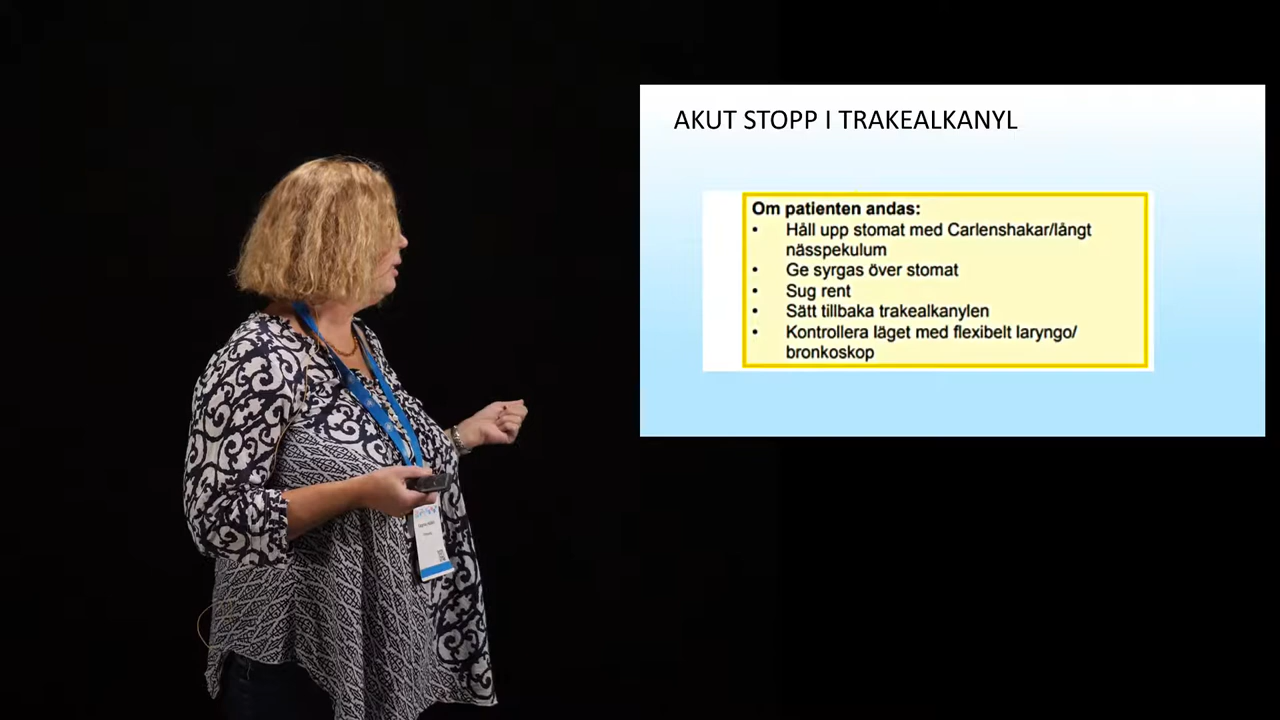 AKUT STOPP I TRAKEALKANYL
Om patienten andas:
• Håll upp stomat med Carlenshakar/långt
nässpekulum
• Ge syrgas över stomat
• Sug rent
• Sätt tillbaka trakealkanylen
• Kontrollera läget med flexibelt laryngo/
bronkoskop